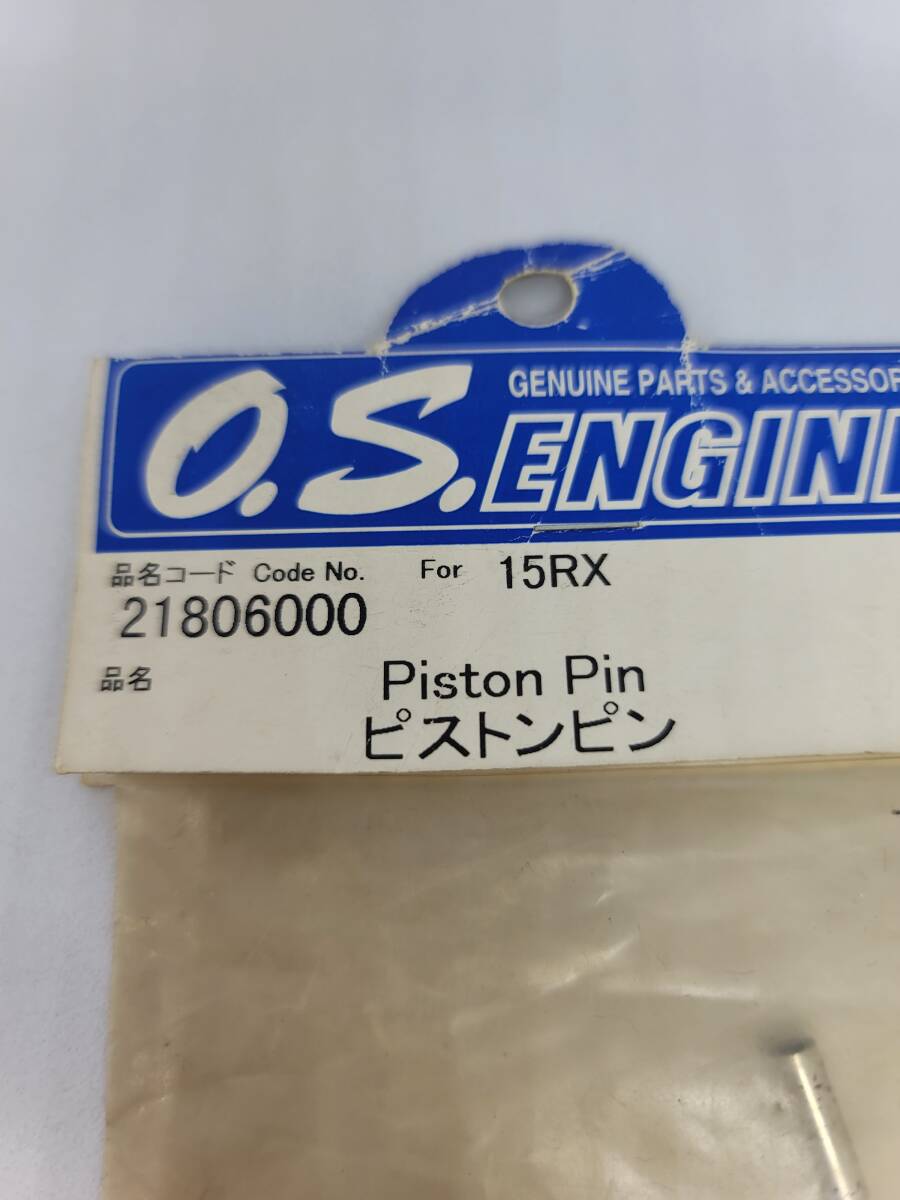 GENUINE PARTS & ACCESSOR
O.S.ENGINE
品名コード Code No. For 15RX
21806000
品名
Piston Pin
ピストンピン